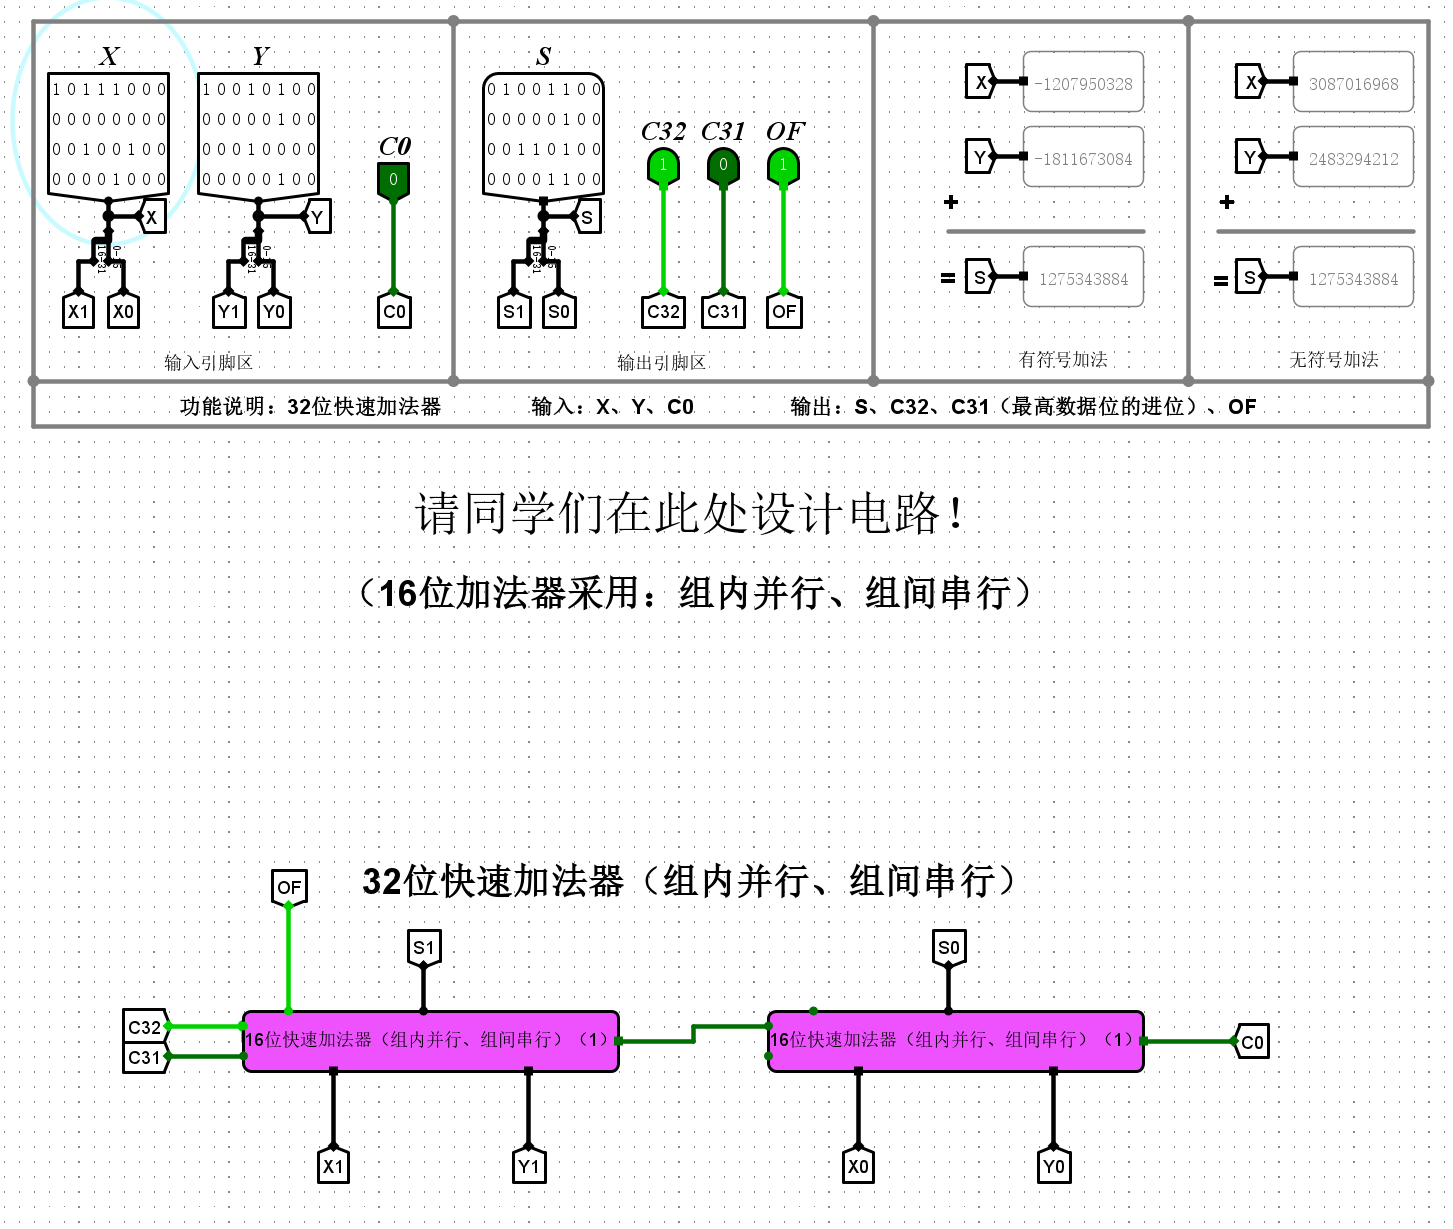 X Y S
1 0 1 1 1 0 0 0
0 0 0 0 0 0 0 0
0 0 1 0 0 1 0 0
0 0 0 0 1 0 0 0
1 0 0 1 0 1 0 0
0 0 0 0 0 1 0 0
0 0 0 1 0 0 0 0
0 0 0 0 0 1 0 0
C0
0
0 1 0 0 1 1 0 0
0 0 0 0 0 1 0 0
0 0 1 1 0 1 0 0
0 0 0 0 1 1 0 0
C32 C31 OF
1 0 1
X -1207950328
Y -1811673084
+
= S 1275343884
X 3087016968
Y 2483294212
+
= S 1275343884
X Y S
16-31 0-15 16-31 0-15 16-31 0-15
X1 X0 Y1 Y0 C0 S1 S0 C32 C31 OF
输入引脚区 输出引脚区 有符号加法 无符号加法
功能说明：32位快速加法器 输入：X、Y、C0 输出：S、C32、C31（最高数据位的进位）、OF
请同学们在此处设计电路！
（16位加法器采用：组内并行、组间串行）
32位快速加法器（组内并行、组间串行）
OF
S1 S0
C32 16位快速加法器（组内并行、组间串行）（1） 16位快速加法器（组内并行、组间串行）（1） C0
C31
X1 Y1 X0 Y0